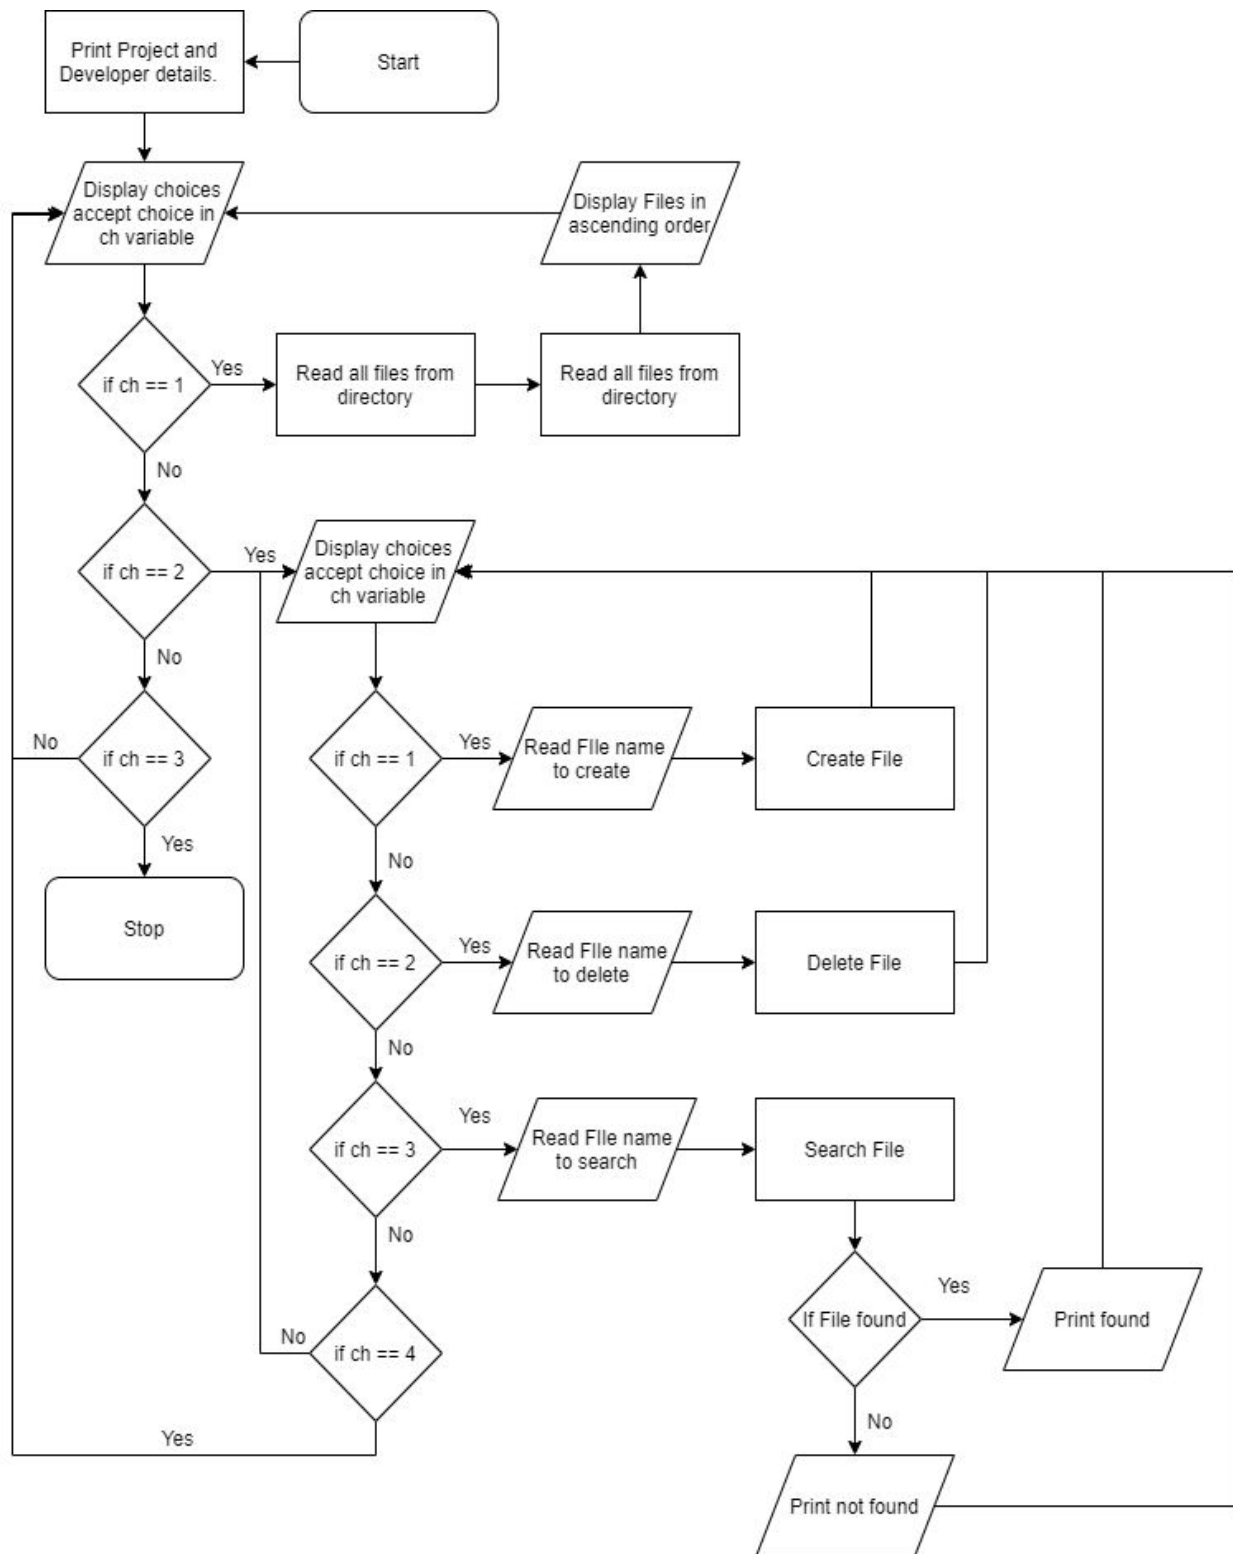 Print Project and
Developer details.
Start
Display choices
accept choice in
ch variable
Display Files in
ascending order
if ch == 1
Yes
Read all files from
directory
Read all files from
directory
No
if ch == 2
Yes
Display choices
accept choice in
ch variable
No
if ch == 3
No
Yes
Stop
if ch == 1
Yes
Read FIle name
to create
Create File
No
if ch == 2
Yes
Read FIle name
to delete
Delete File
No
if ch == 3
Yes
Read FIle name
to search
Search File
No
if ch == 4
No
Yes
If File found
Yes
Print found
No
Print not found